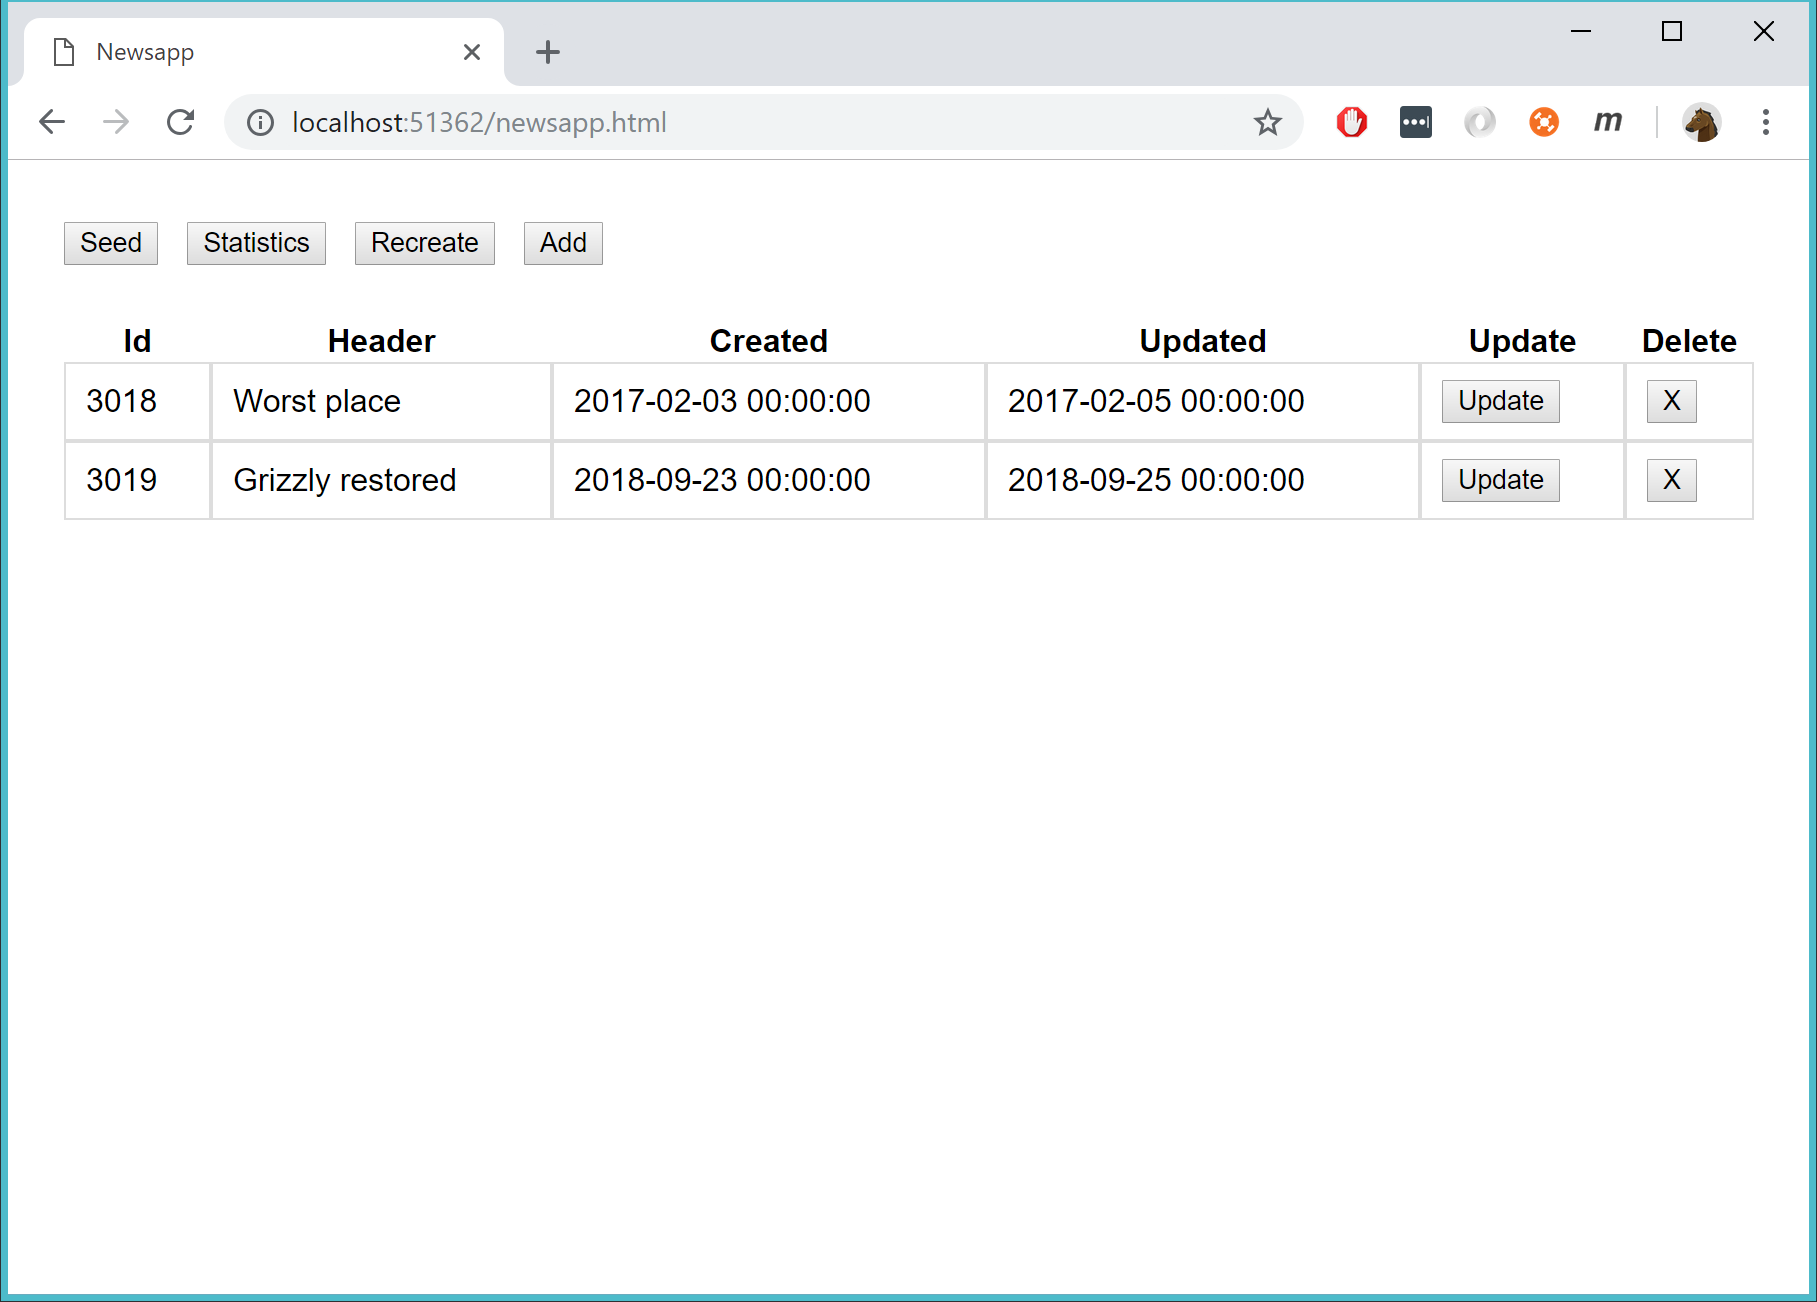 Newsapp
localhost:51362/newsapp.html
m
Seed Statistics Recreate Add
Id Header Created Updated Update Delete
3018 Worst place 2017-02-03 00:00:00 2017-02-05 00:00:00 Update X
3019 Grizzly restored 2018-09-23 00:00:00 2018-09-25 00:00:00 Update X